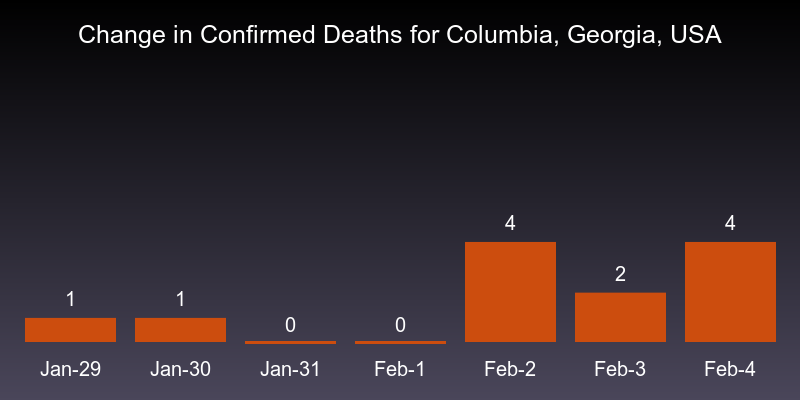 Change in Confirmed Deaths for Columbia, Georgia, USA
4 4
2
1 1
0 0
Jan-29 Jan-30 Jan-31 Feb-1 Feb-2 Feb-3 Feb-4